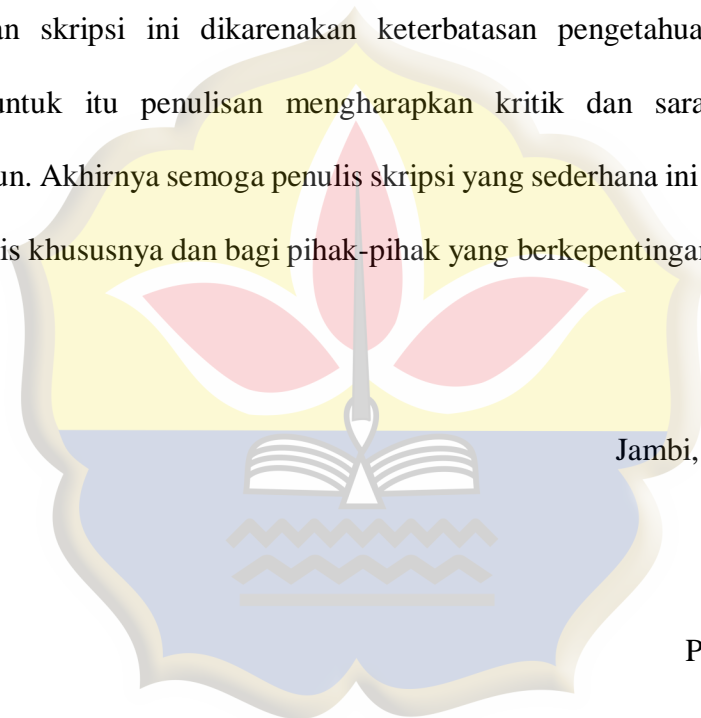 an skripsi ini dikarenakan keterbatasan pengetahua
untuk itu penulisan mengharapkan kritik dan sara
un. Akhirnya semoga penulis skripsi yang sederhana ini
is khususnya dan bagi pihak-pihak yang berkepentingan
Jambi,
P